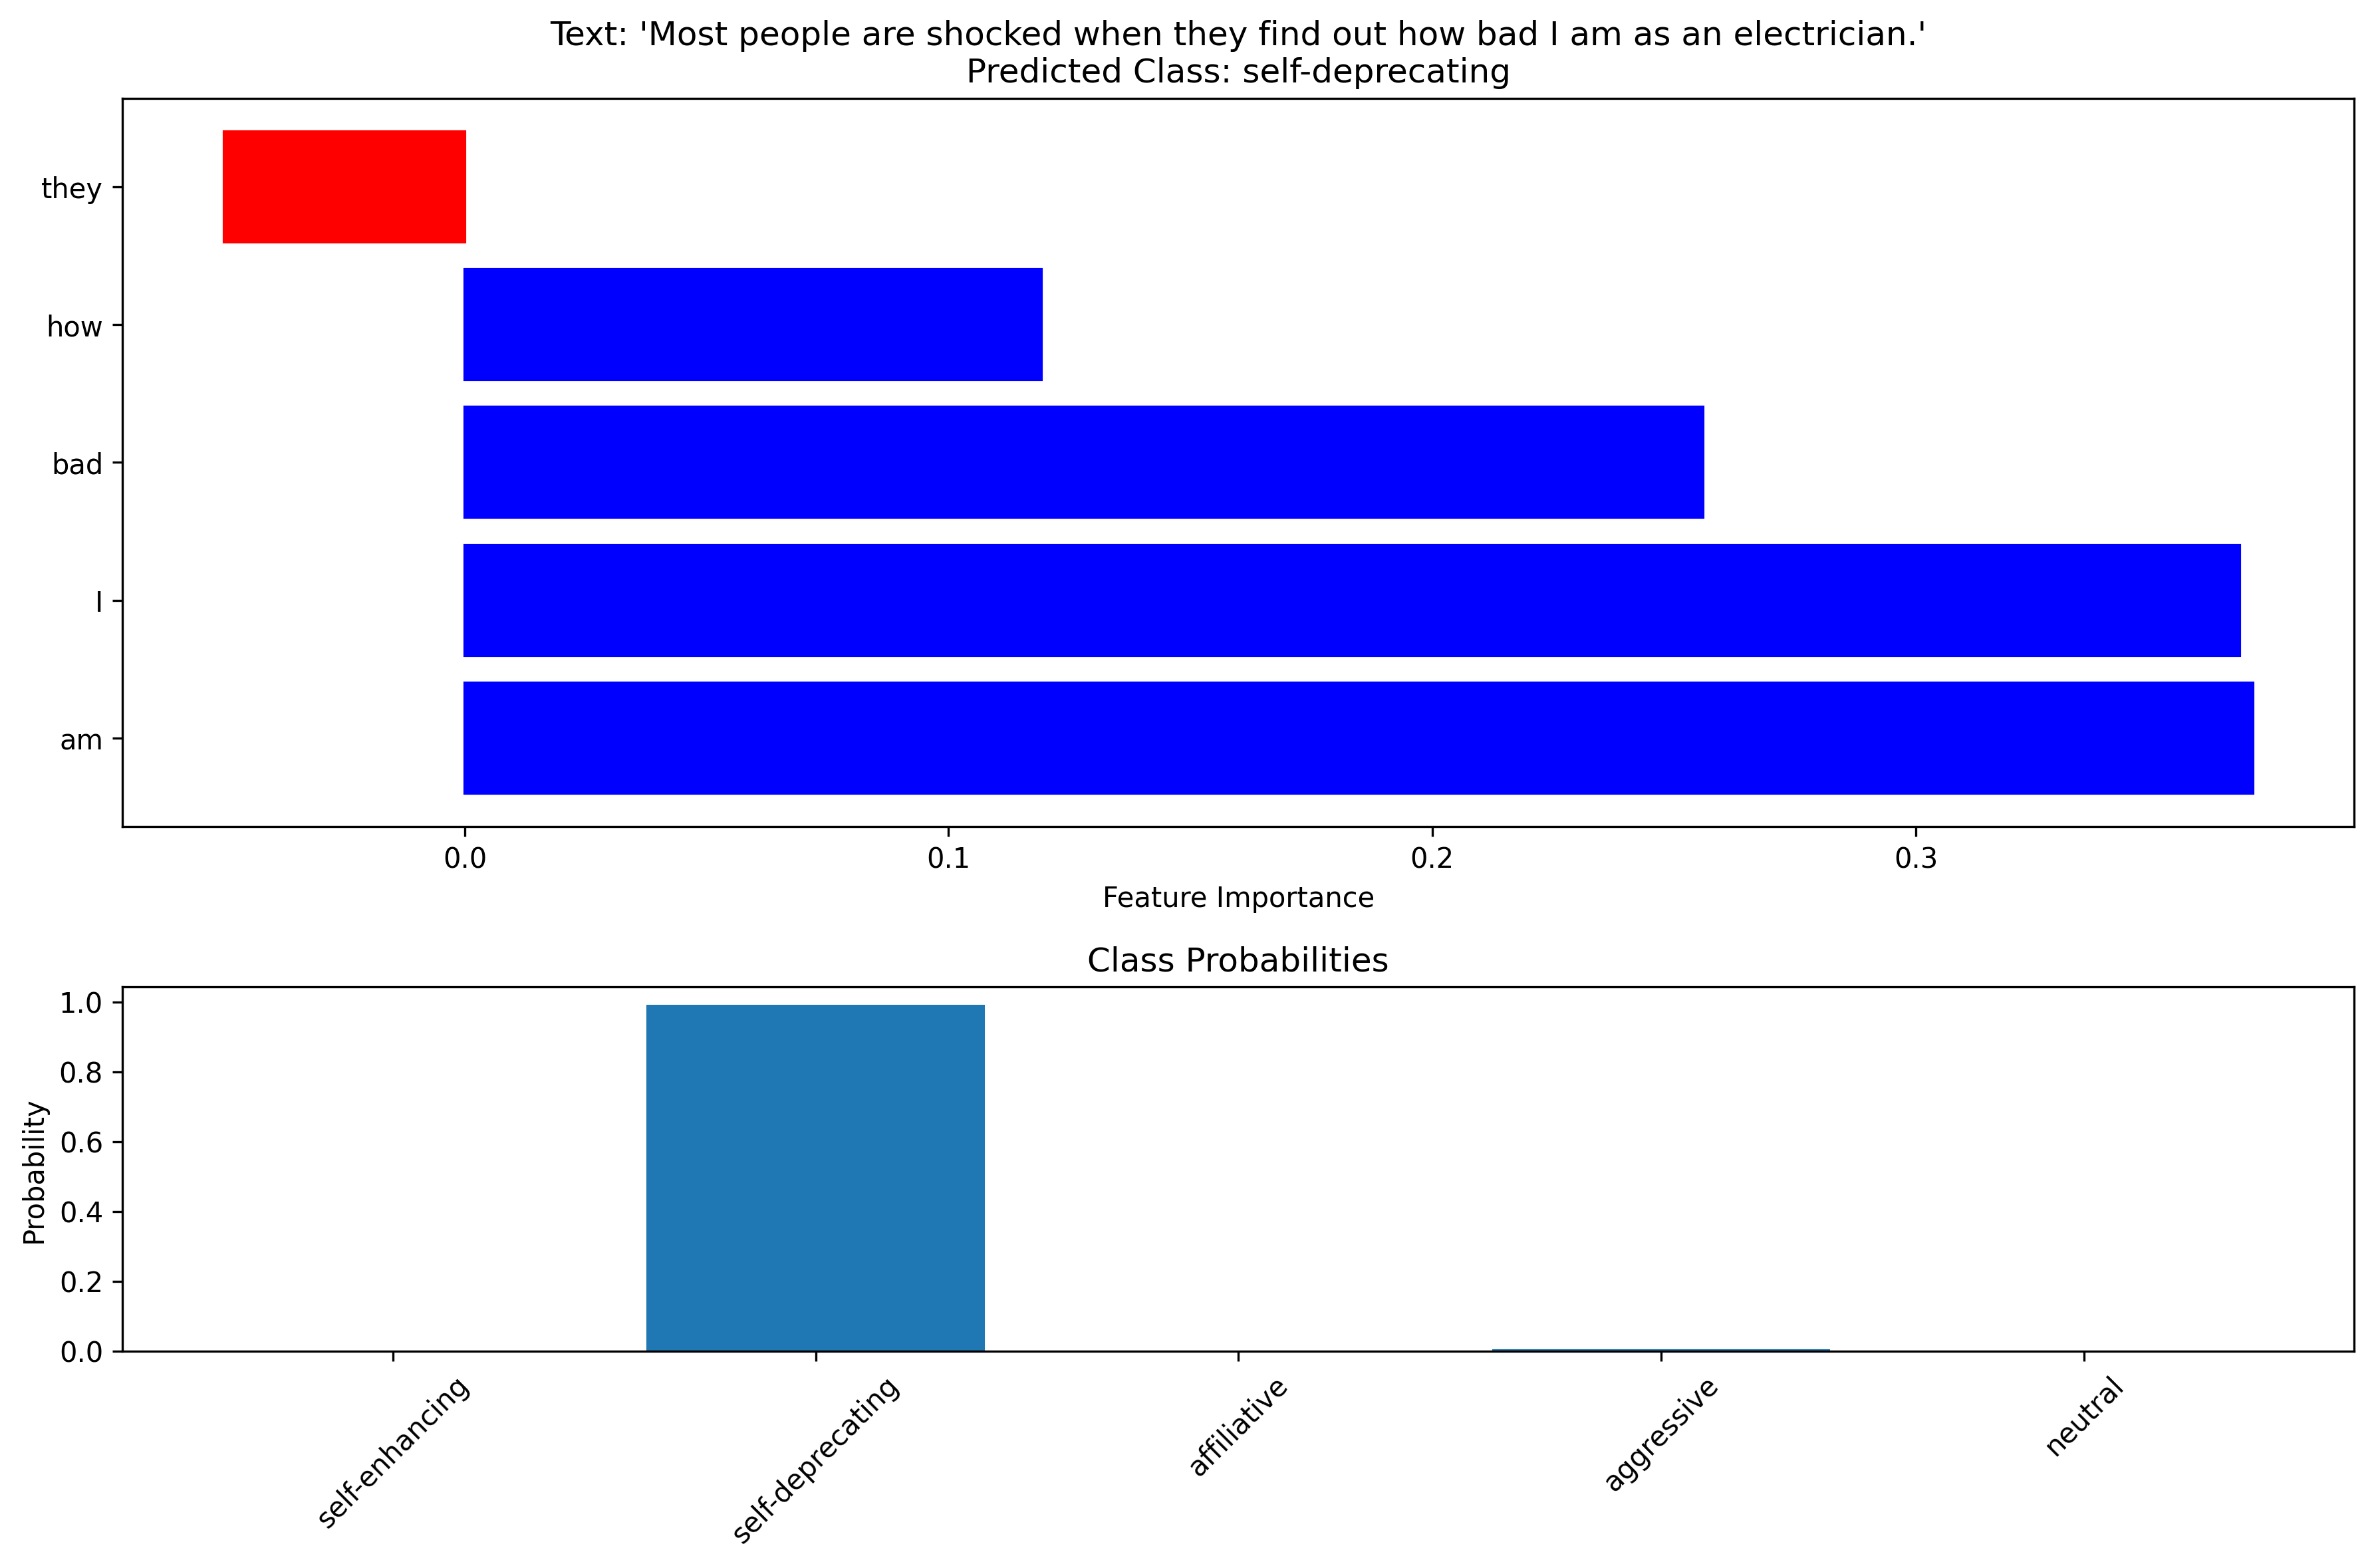 Text: 'Most people are shocked when they find out how bad I am as an electrician.'
Predicted Class: self-deprecating
they
how
bad
I
am
0.0 0.1 0.2 0.3
Feature Importance
Class Probabilities
1.0
0.8
0.6
0.4
0.2
0.0
Probability
self-enhancing self-deprecating affiliative aggressive neutral